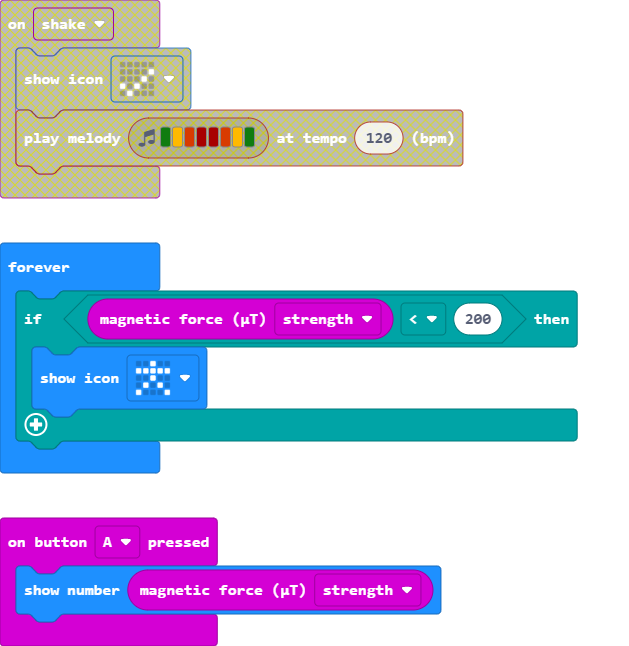 on shake
show icon
play melody at tempo 120 (bpm)
forever
if magnetic force (µT) strength < 200 then
show icon
on button A pressed
show number magnetic force (µT) strength